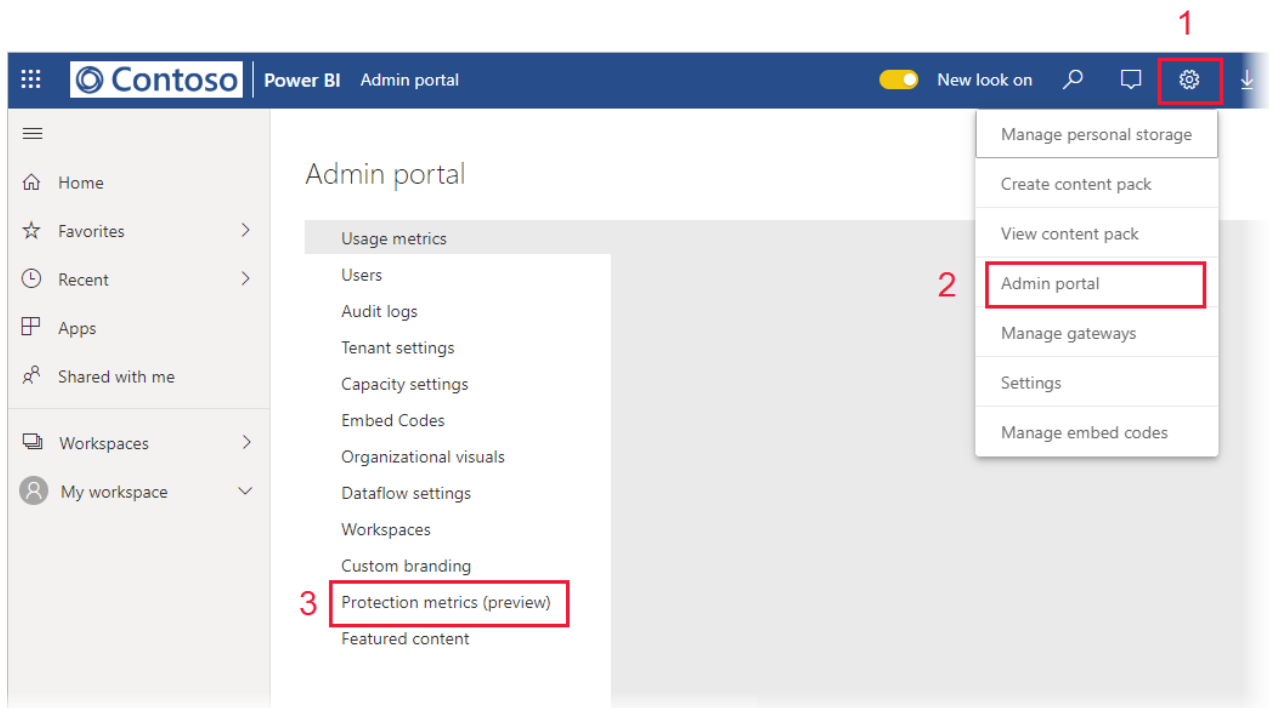 1
Contoso Power BI Admin portal New look on
Manage personal storage
Create content pack
View content pack
2 Admin portal
Manage gateways
Settings
Manage embed codes
Home
Favorites
Recent
Apps
Shared with me
Workspaces
My workspace
Admin portal
Usage metrics
Users
Audit logs
Tenant settings
Capacity settings
Embed Codes
Organizational visuals
Dataflow settings
Workspaces
Custom branding
3 Protection metrics (preview)
Featured content